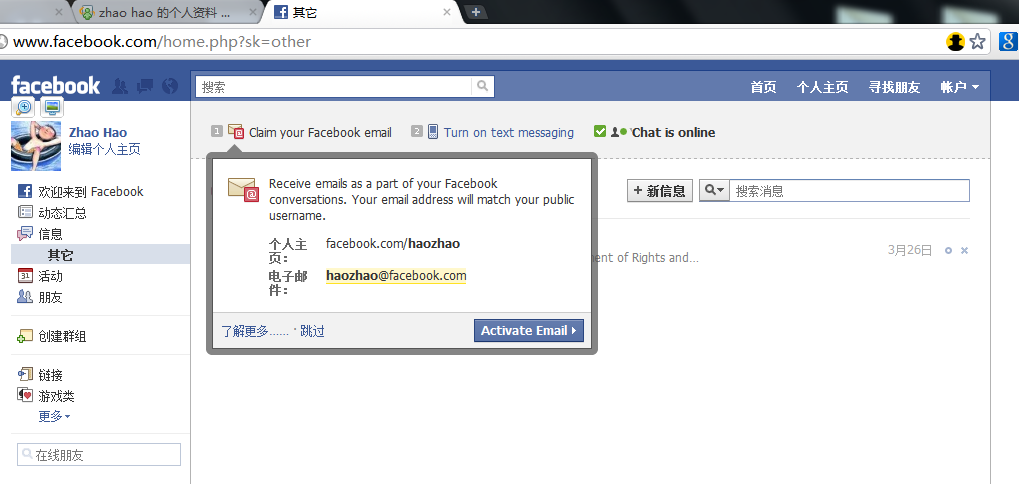 zhao hao 的个人资料 ...
其它
www.facebook.com/home.php?sk=other
facebook
搜索
首页
个人主页
寻找朋友
帐户
Zhao Hao
编辑个人主页
欢迎来到 Facebook
动态汇总
信息
其它
31
活动
朋友
创建群组
链接
游戏类
更多
在线朋友
1
Claim your Facebook email
2
Turn on text messaging
Chat is online
Receive emails as a part of your Facebook
conversations. Your email address will match your public
username.
个人主
页：
facebook.com/haozhao
电子邮
件：
haozhao@facebook.com
了解更多...... · 跳过
Activate Email
+ 新信息
搜索消息
ment of Rights and...
3月26日